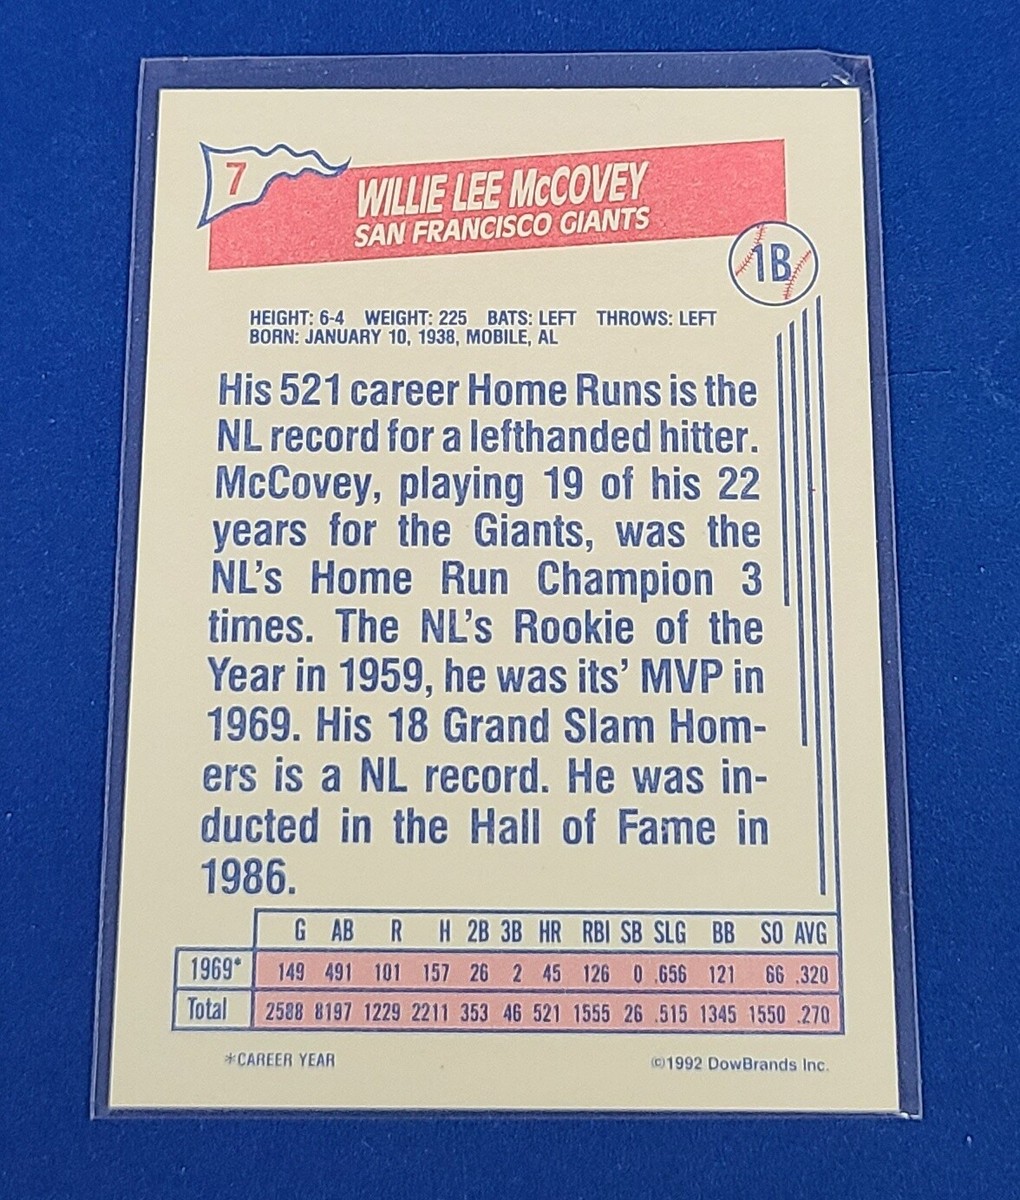 7
WILLIE LEE McCOVEY
SAN FRANCISCO GIANTS
1B
HEIGHT: 6-4 WEIGHT: 225 BATS: LEFT THROWS: LEFT
BORN: JANUARY 10, 1938, MOBILE, AL
His 521 career Home Runs is the
NL record for a lefthanded hitter.
McCovey, playing 19 of his 22
years for the Giants, was the
NL's Home Run Champion 3
times. The NL's Rookie of the
Year in 1959, he was its' MVP in
1969. His 18 Grand Slam Hom-
ers is a NL record. He was in-
ducted in the Hall of Fame in
1986.
G AB R H 2B 3B HR RBI SB SLG BB SO AVG
1969* 149 491 101 157 26 2 45 126 0 .656 121 66 .320
Total 2588 8197 1229 2211 353 46 521 1555 26 .515 1345 1550 .270
*CAREER YEAR ©1992 DowBrands Inc.